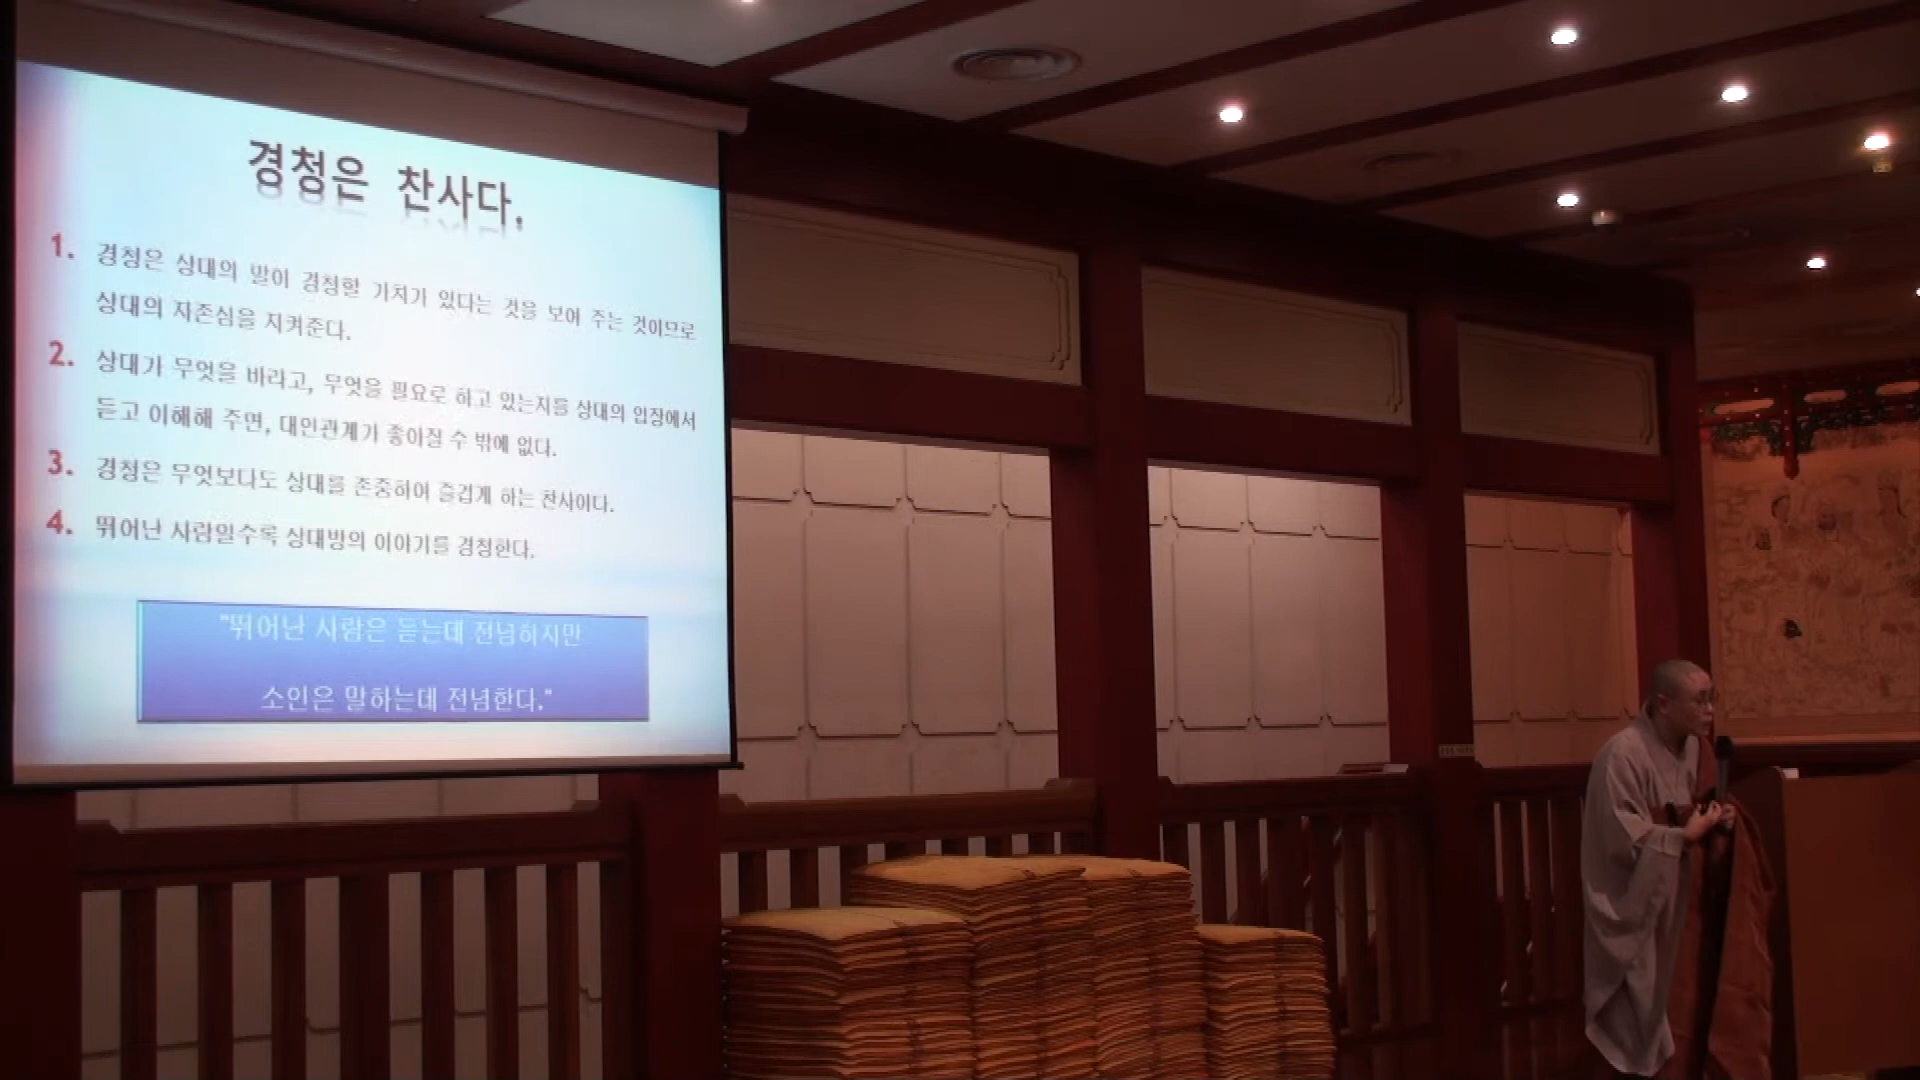 경청은 찬사다.
1. 경청은 상대의 말이 경청할 가치가 있다는 것을 보여 주는 것이므로
상대의 자존심을 지켜준다.
2. 상대가 무엇을 바라고, 무엇을 필요로 하고 있는지를 상대의 입장에서
듣고 이해해 주면, 대인관계가 좋아질 수 밖에 없다.
3. 경청은 무엇보다도 상대를 존중하여 즐겁게 하는 찬사이다.
4. 뛰어난 사람일수록 상대방의 이야기를 경청한다.
"뛰어난 사람은 듣는데 전념하지만
소인은 말하는데 전념한다."